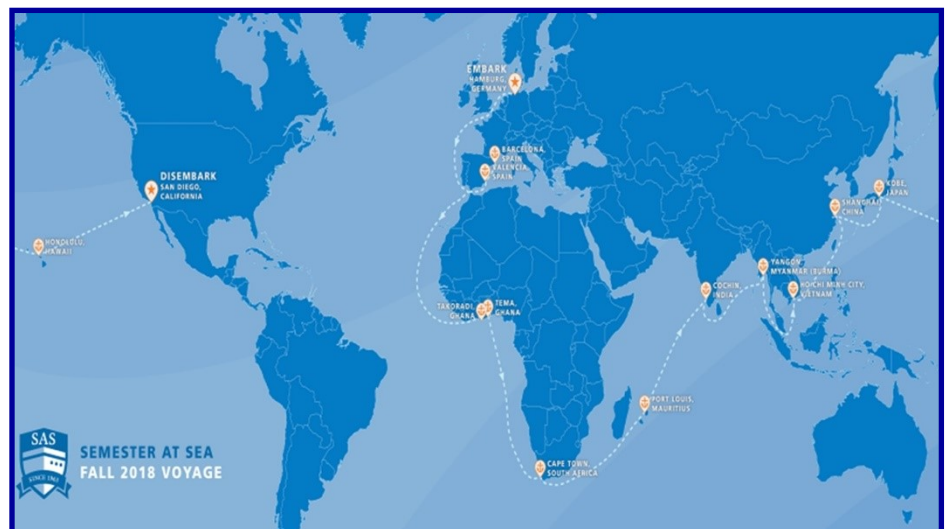 EMBARK
HAMBURG,
GERMANY
BARCELONA,
SPAIN
VALENCIA,
SPAIN
DISEMBARK
SAN DIEGO,
CALIFORNIA
HONOLULU,
HAWAII
KOBE,
JAPAN
SHANGHAI,
CHINA
YANGON,
MYANMAR (BURMA)
HO CHI MINH CITY,
VIETNAM
COCHIN,
INDIA
TAKORADI,
GHANA
TEMA,
GHANA
PORT LOUIS,
MAURITIUS
CAPE TOWN,
SOUTH AFRICA
SAS
SINCE 1963
SEMESTER AT SEA
FALL 2018 VOYAGE